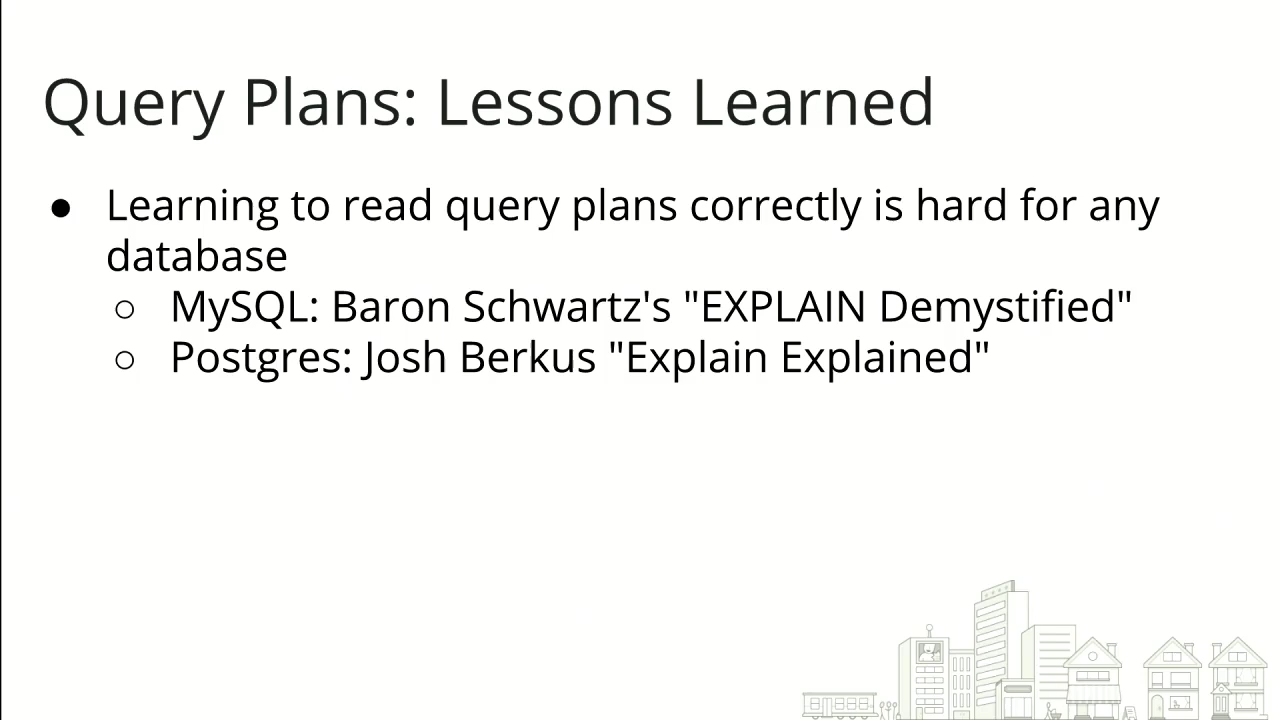 Query Plans: Lessons Learned
● Learning to read query plans correctly is hard for any
database
○ MySQL: Baron Schwartz's "EXPLAIN Demystified"
○ Postgres: Josh Berkus "Explain Explained"